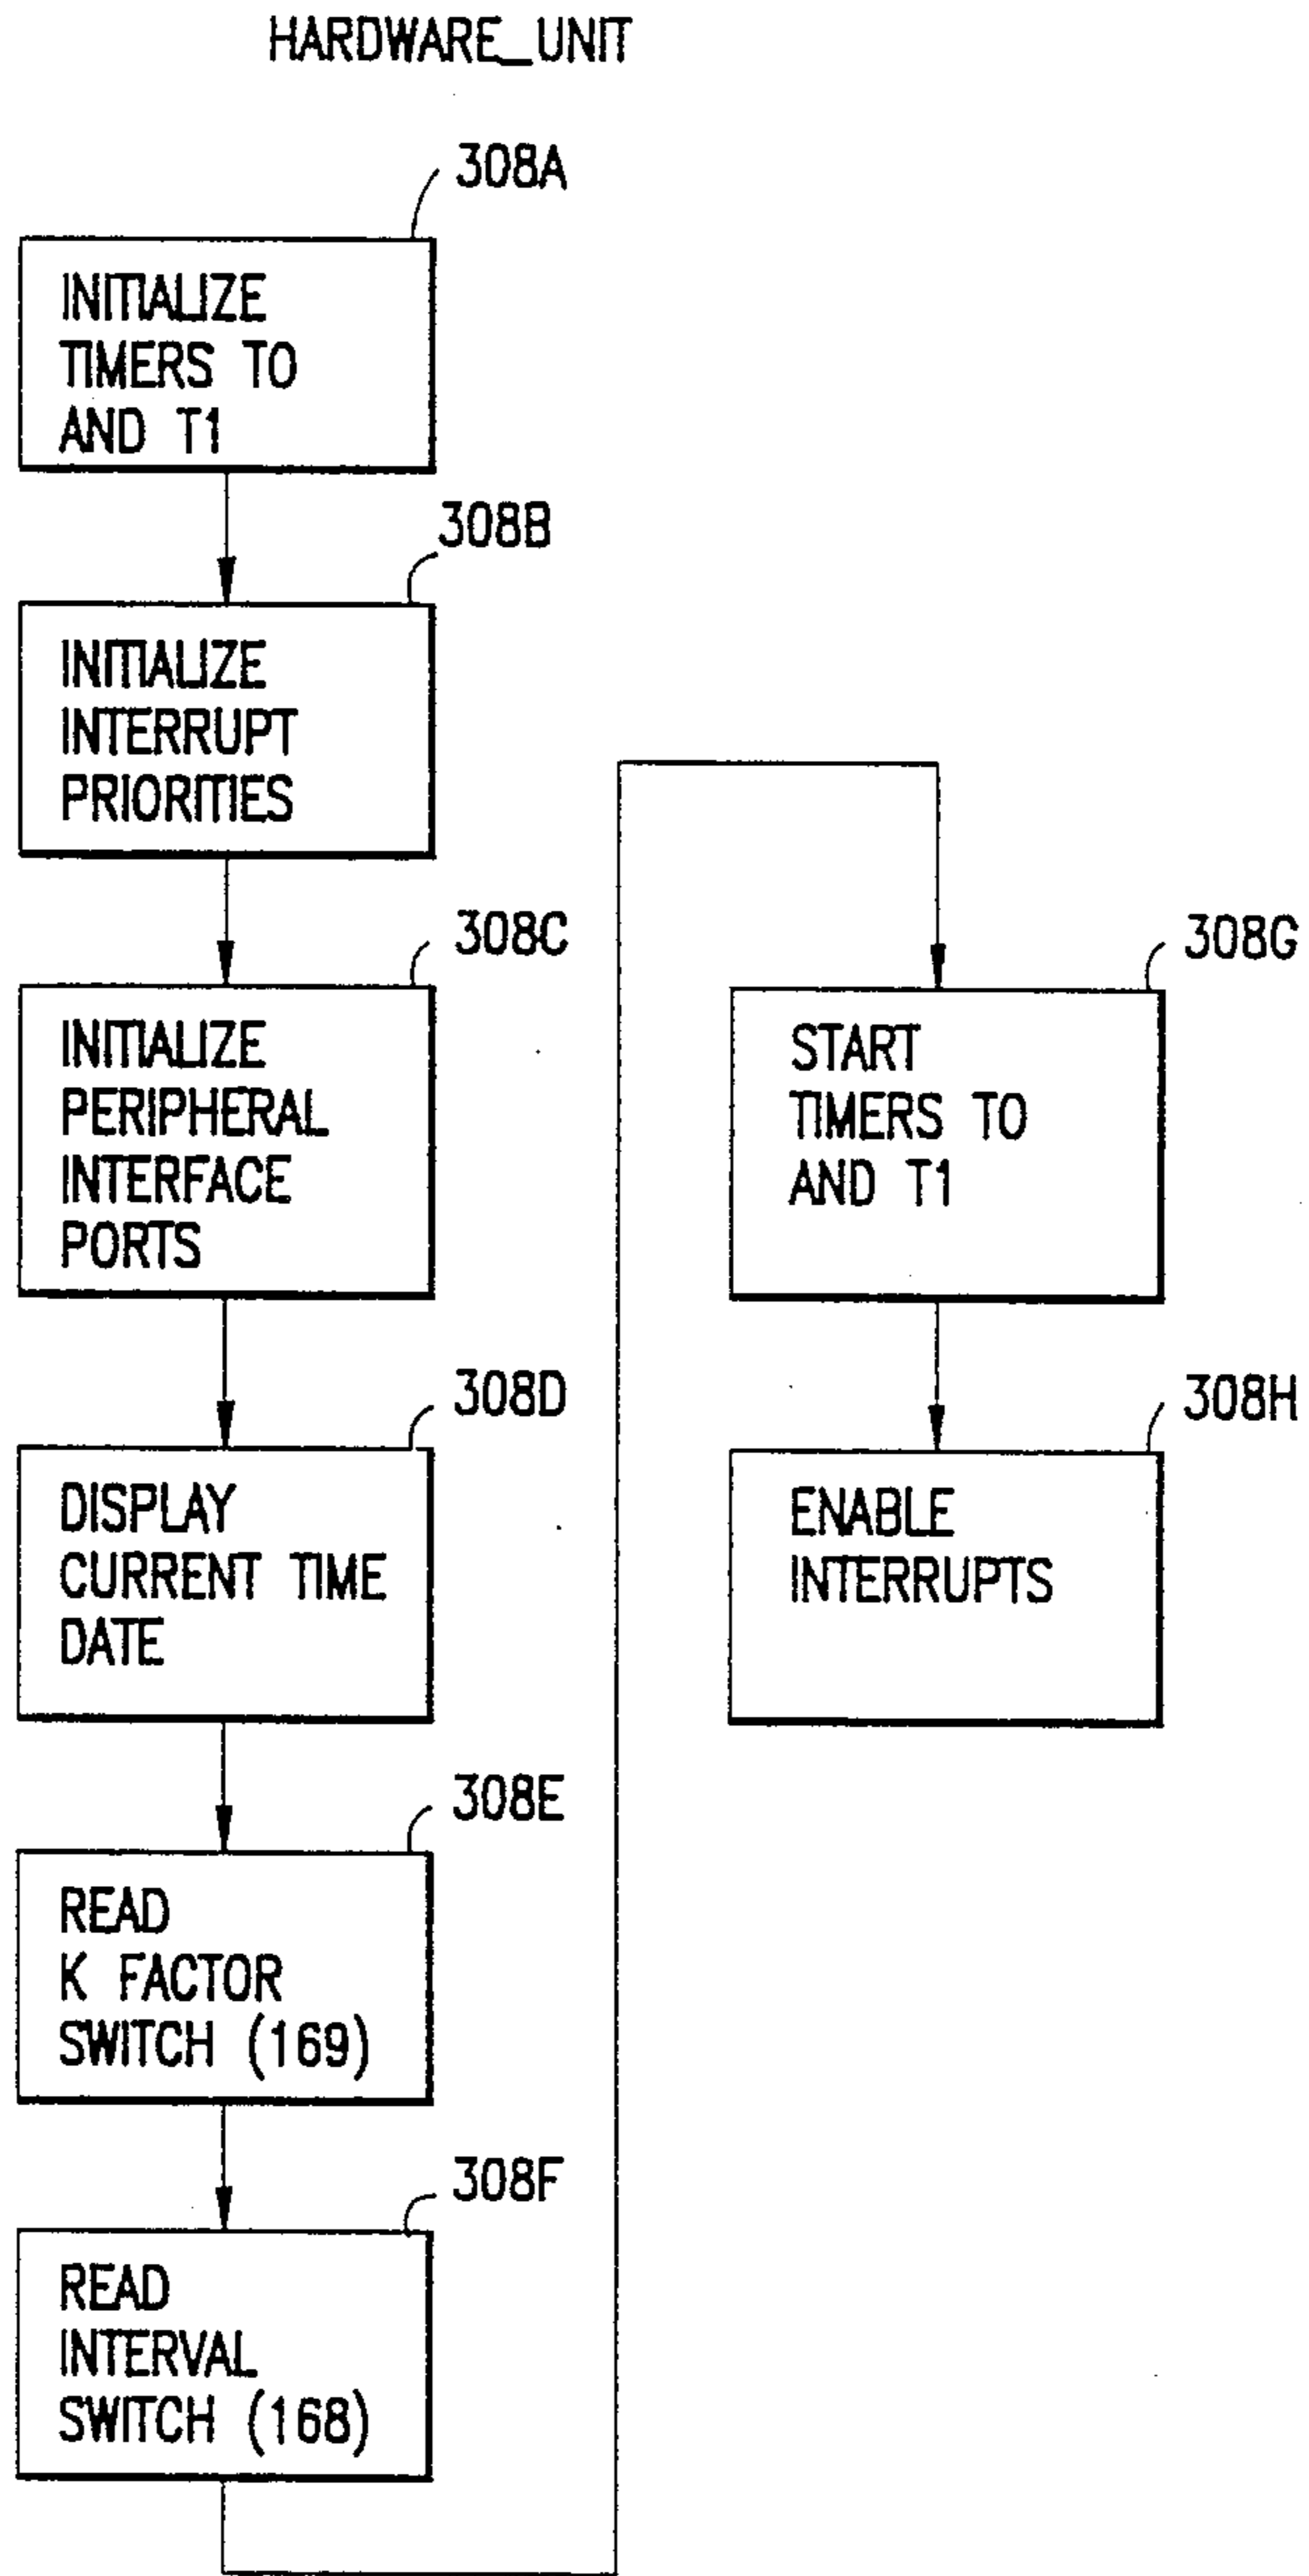 HARDWARE_UNIT
308A
INITIALIZE
TIMERS TO
AND T1
308B
INITIALIZE
INTERRUPT
PRIORITIES
308C
INITIALIZE
PERIPHERAL
INTERFACE
PORTS
308D
DISPLAY
CURRENT TIME
DATE
308E
READ
K FACTOR
SWITCH (169)
308F
READ
INTERVAL
SWITCH (168)
308G
START
TIMERS TO
AND T1
308H
ENABLE
INTERRUPTS